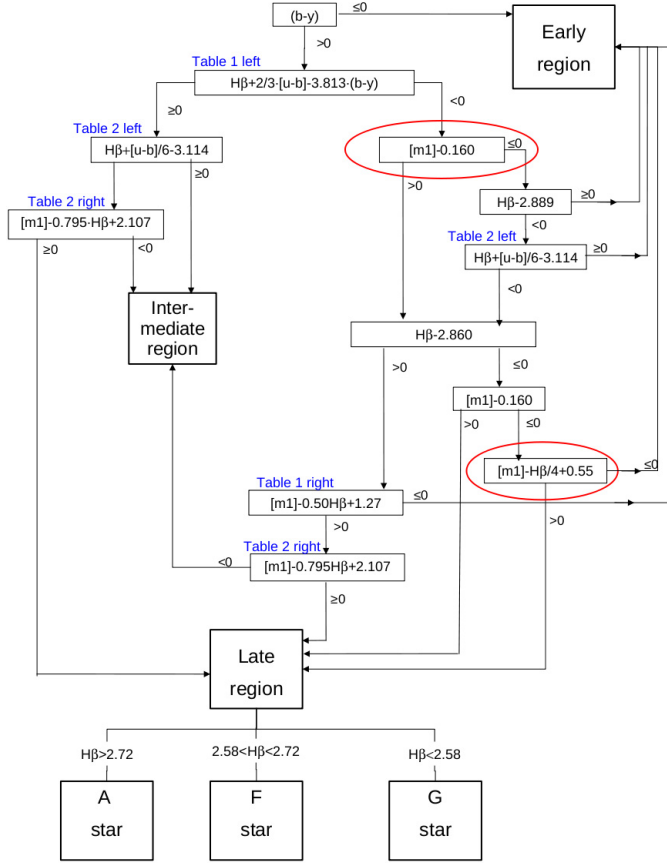 (b-y)
≤0
Early
region
>0
Table 1 left
Hβ+2/3·[u-b]-3.813·(b-y)
≥0
<0
Table 2 left
Hβ+[u-b]/6-3.114
[m1]-0.160
≤0
≥0
>0
Hβ-2.889
≥0
Table 2 right
[m1]-0.795·Hβ+2.107
<0
Table 2 left
≥0
<0
≥0
Hβ+[u-b]/6-3.114
<0
Inter-
mediate
region
Hβ-2.860
>0
≤0
[m1]-0.160
>0
≤0
[m1]-Hβ/4+0.55
≤0
Table 1 right
[m1]-0.50Hβ+1.27
≤0
>0
>0
Table 2 right
<0
[m1]-0.795Hβ+2.107
≥0
Late
region
Hβ>2.72
2.58<Hβ<2.72
Hβ<2.58
A
star
F
star
G
star